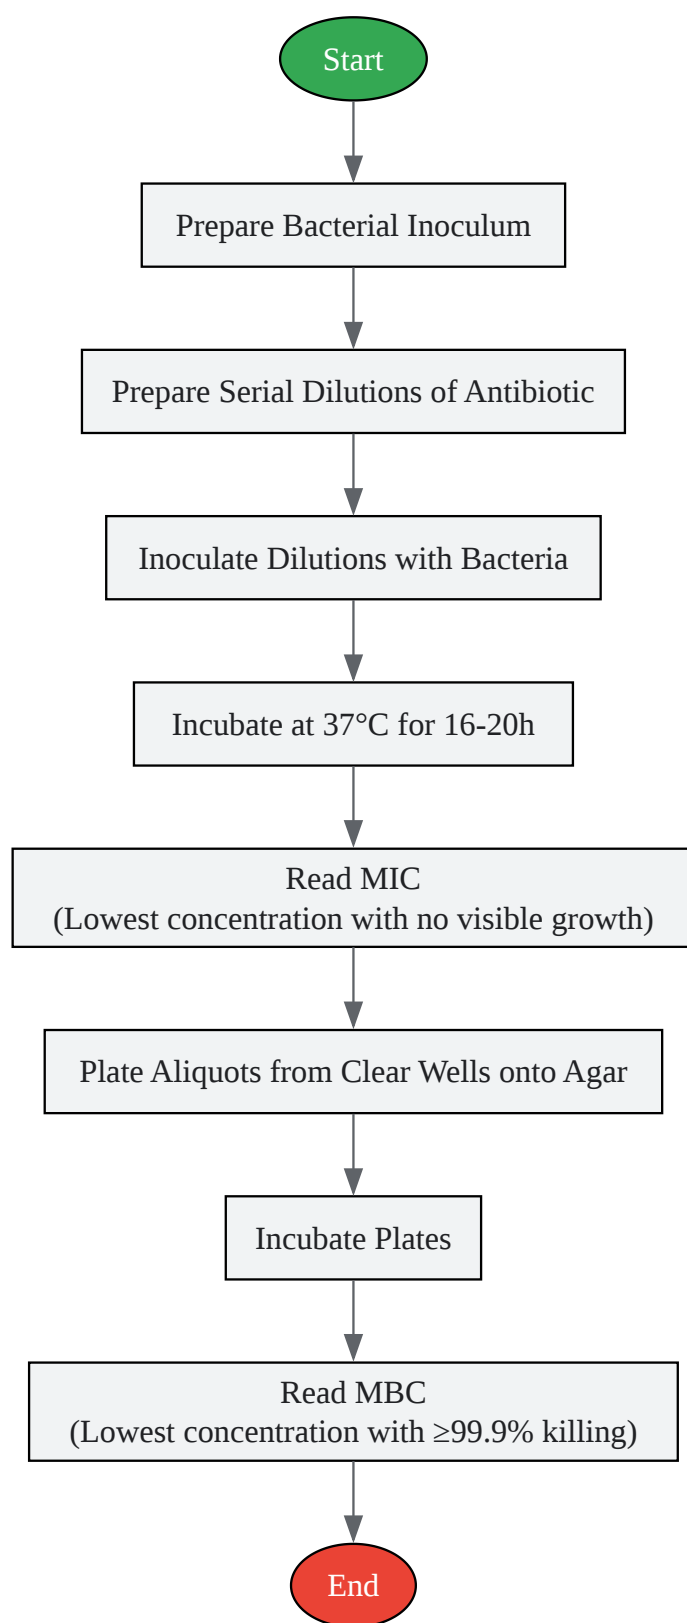 Start
Prepare Bacterial Inoculum
Prepare Serial Dilutions of Antibiotic
Inoculate Dilutions with Bacteria
Incubate at 37°C for 16-20h
Read MIC
(Lowest concentration with no visible growth)
Plate Aliquots from Clear Wells onto Agar
Incubate Plates
Read MBC
(Lowest concentration with ≥99.9% killing)
End